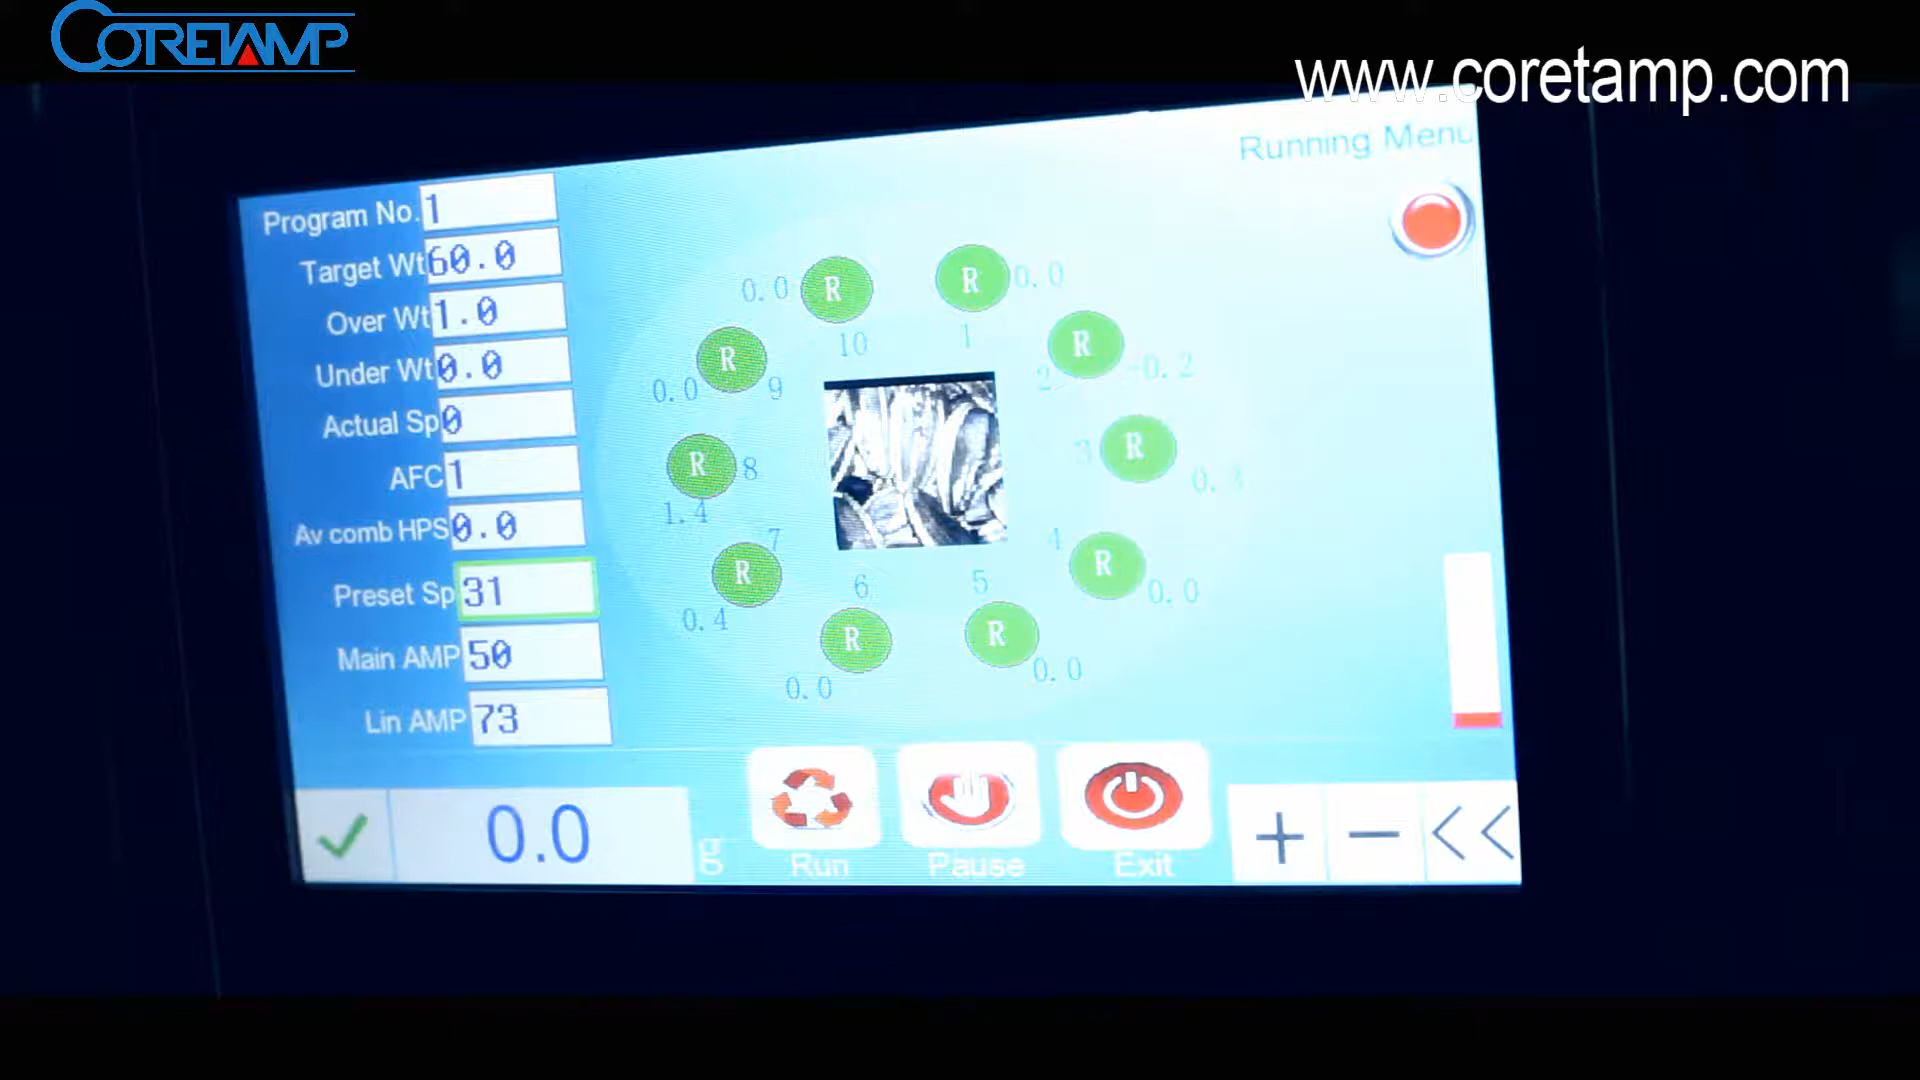 CORETAMP
www.coretamp.com
Running Menu
Program No. 1
Target Wt 60.0
Over Wt 1.0
Under Wt 0.0
Actual Sp 0
AFC 1
Av comb HPS 0.0
Preset Sp 31
Main AMP 50
Lin AMP 73
0.0 R 10
R 0.0 1
R 2 -0.2
R 3
R 4 0.0
R 5 0.0
R 6 0.0
R 7 0.4
R 8 1.4
R 9 0.0
0.0 g
Run
Pause
Exit
+ − <<